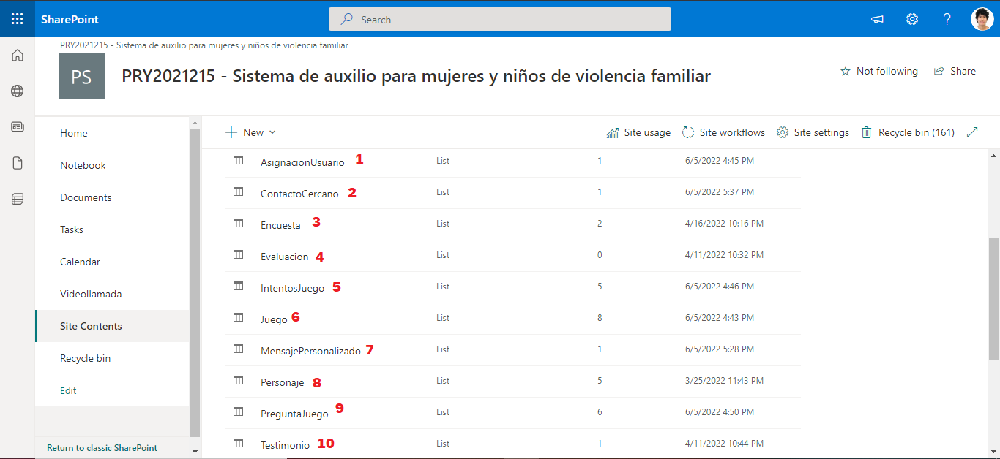 SharePoint
Search
PRY2021215 - Sistema de auxilio para mujeres y niños de violencia familiar
PS
PRY2021215 - Sistema de auxilio para mujeres y niños de violencia familiar
Not following
Share
Home
Notebook
Documents
Tasks
Calendar
Videollamada
Site Contents
Recycle bin
Edit
Return to classic SharePoint
New
Site usage
Site workflows
Site settings
Recycle bin (161)
AsignacionUsuario 1 List 1 6/5/2022 4:45 PM
ContactoCercano 2 List 1 6/5/2022 5:37 PM
Encuesta 3 List 2 4/16/2022 10:16 PM
Evaluacion 4 List 0 4/11/2022 10:32 PM
IntentosJuego 5 List 5 6/5/2022 4:46 PM
Juego 6 List 8 6/5/2022 4:43 PM
MensajePersonalizado 7 List 1 6/5/2022 5:28 PM
Personaje 8 List 5 3/25/2022 11:43 PM
PreguntaJuego 9 List 6 6/5/2022 4:50 PM
Testimonio 10 List 1 4/11/2022 10:44 PM